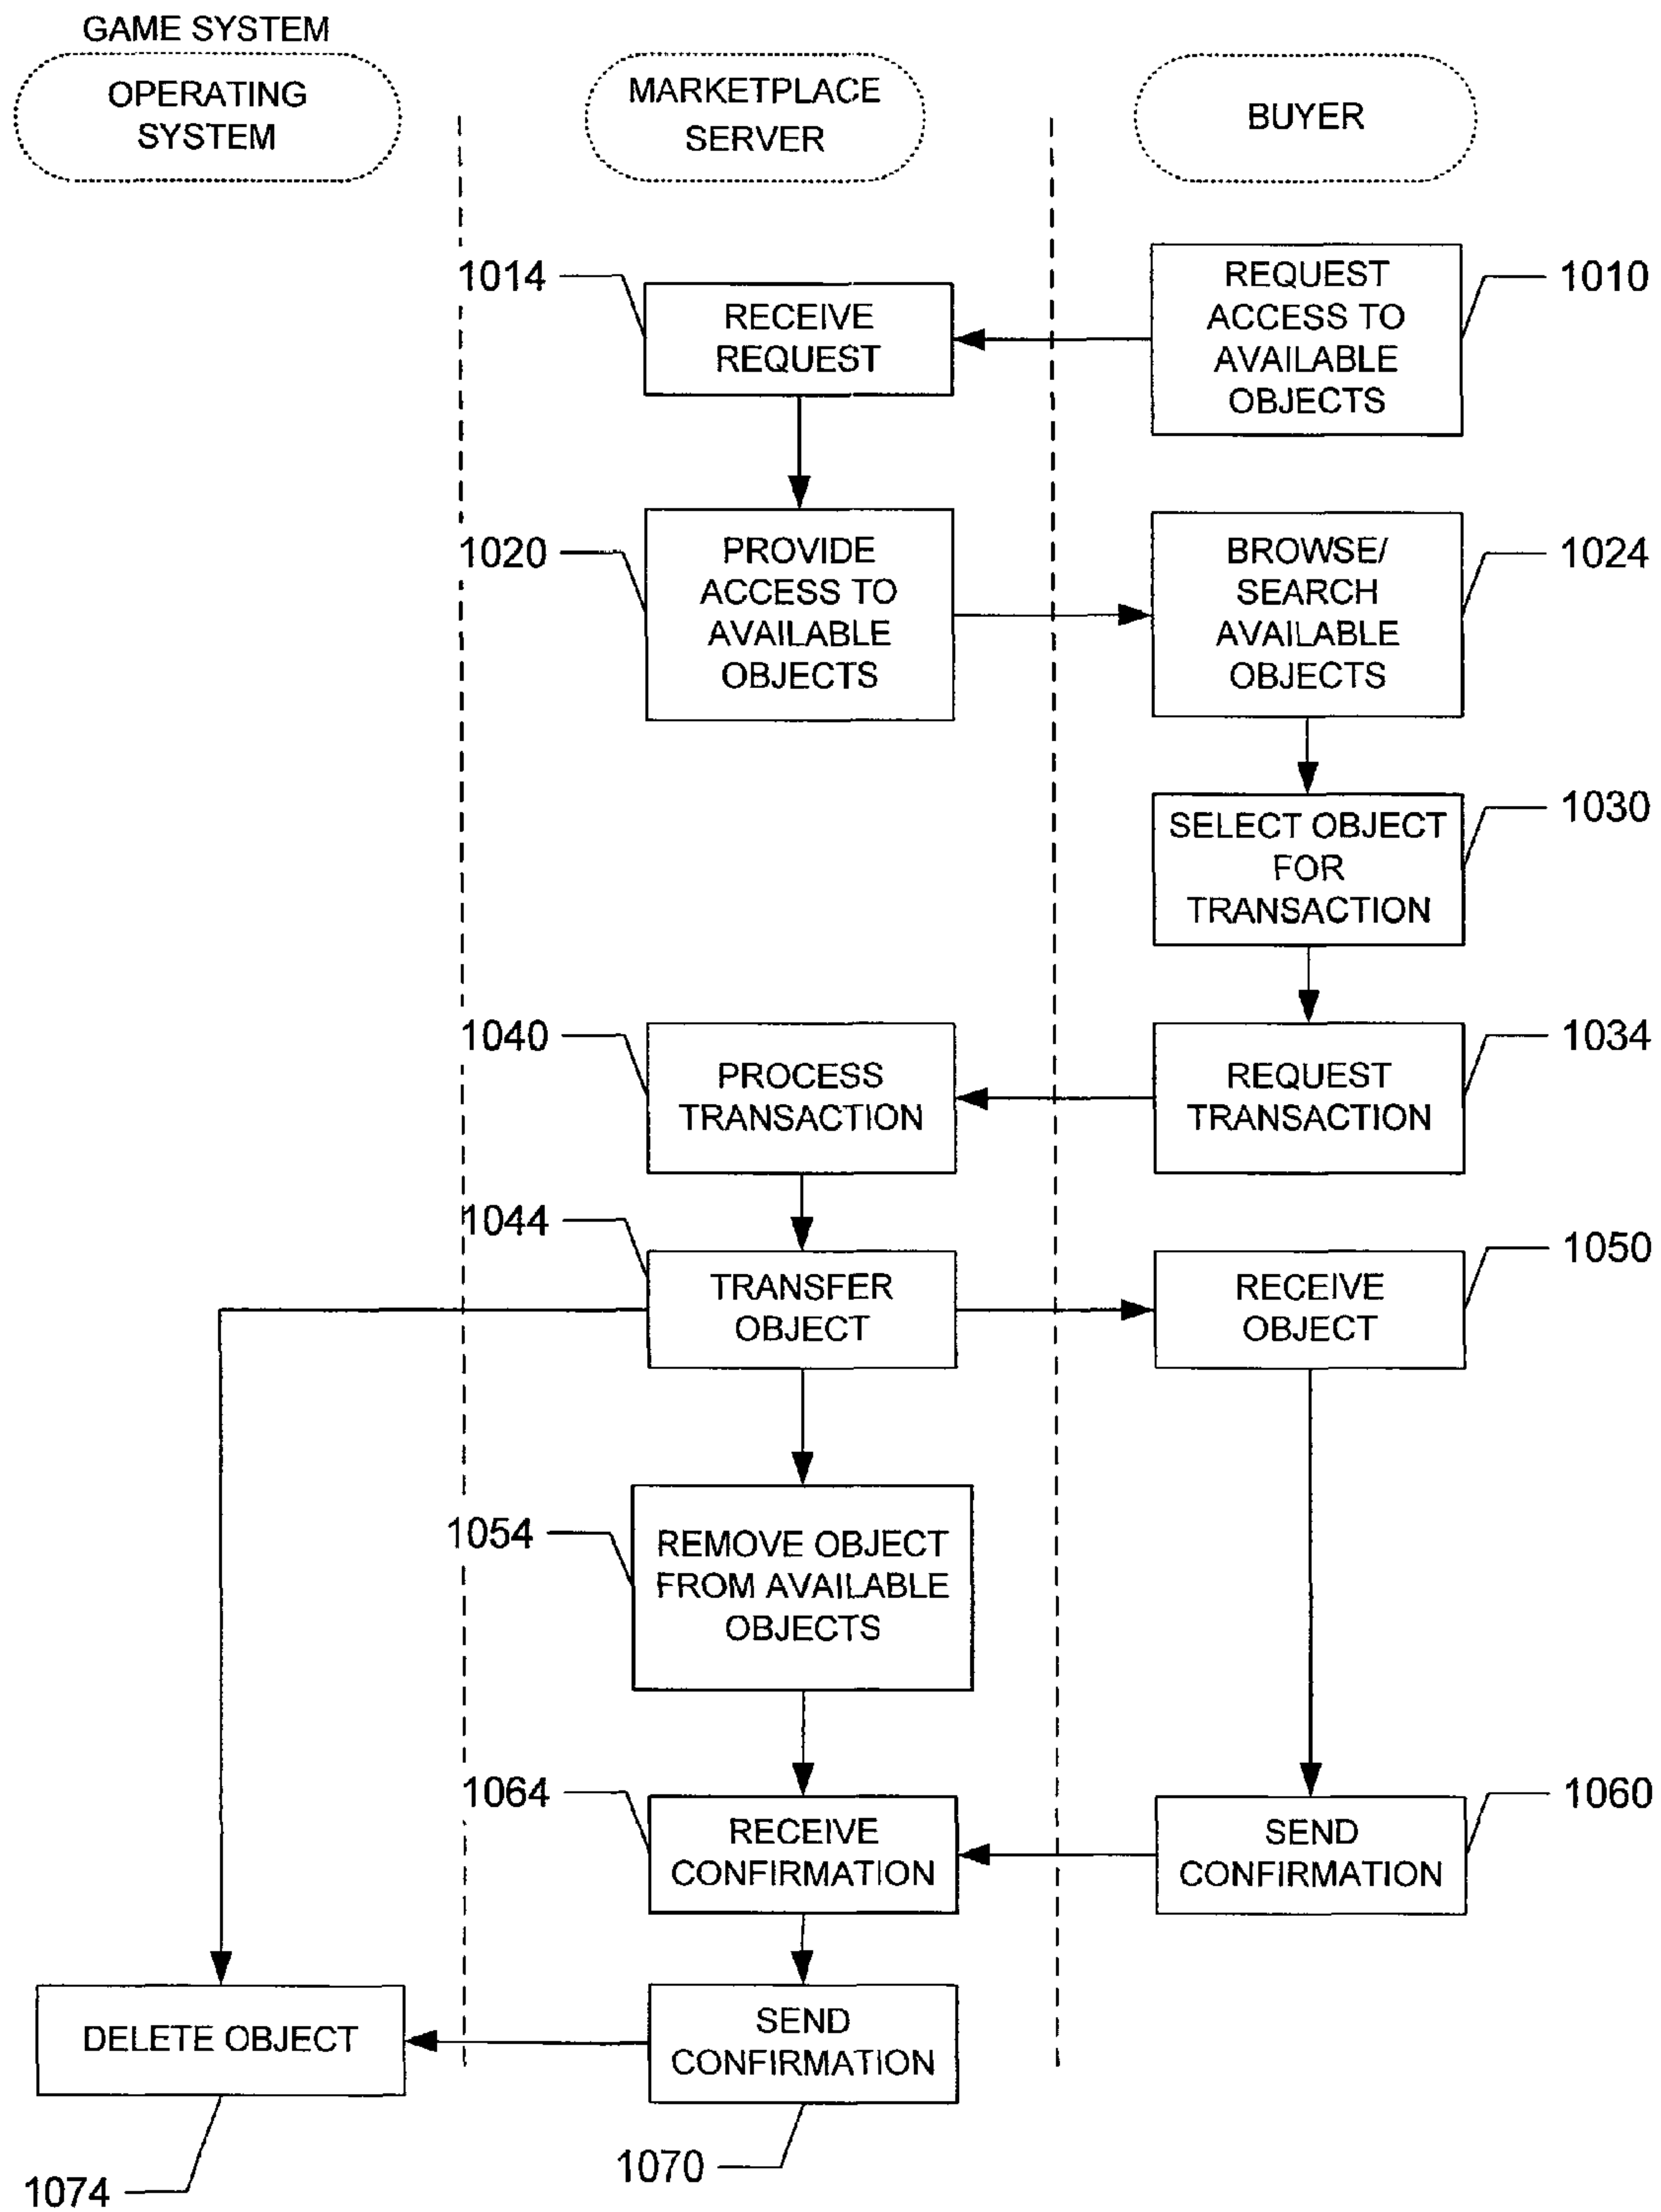 GAME SYSTEM
OPERATING
SYSTEM
MARKETPLACE
SERVER
BUYER
1014
RECEIVE
REQUEST
REQUEST
ACCESS TO
AVAILABLE
OBJECTS
1010
1020
PROVIDE
ACCESS TO
AVAILABLE
OBJECTS
BROWSE/
SEARCH
AVAILABLE
OBJECTS
1024
SELECT OBJECT
FOR
TRANSACTION
1030
1040
PROCESS
TRANSACTION
REQUEST
TRANSACTION
1034
1044
TRANSFER
OBJECT
RECEIVE
OBJECT
1050
1054
REMOVE OBJECT
FROM AVAILABLE
OBJECTS
1064
RECEIVE
CONFIRMATION
SEND
CONFIRMATION
1060
DELETE OBJECT
SEND
CONFIRMATION
1070
1074